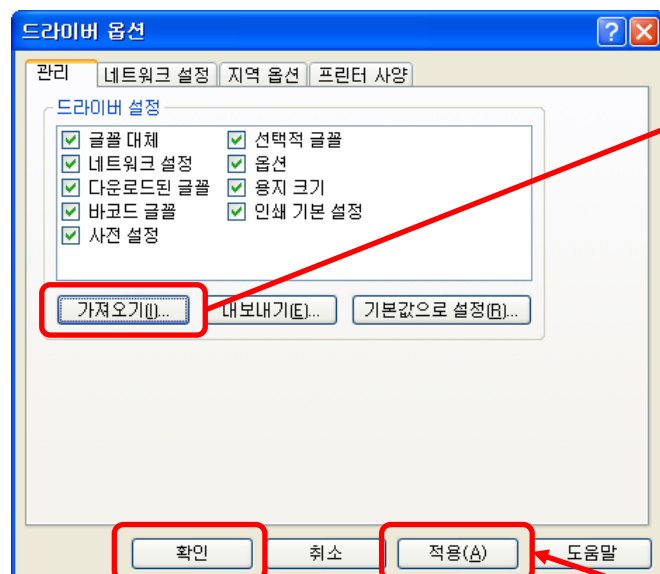 드라이버 옵션
관리 네트워크 설정 지역 옵션 프린터 사양
드라이버 설정
글꼴 대체 선택적 글꼴
네트워크 설정 옵션
다운로드된 글꼴 용지 크기
바코드 글꼴 인쇄 기본 설정
사전 설정
가져오기(I)... 내보내기(E)... 기본값으로 설정(R)...
확인 취소 적용(A) 도움말